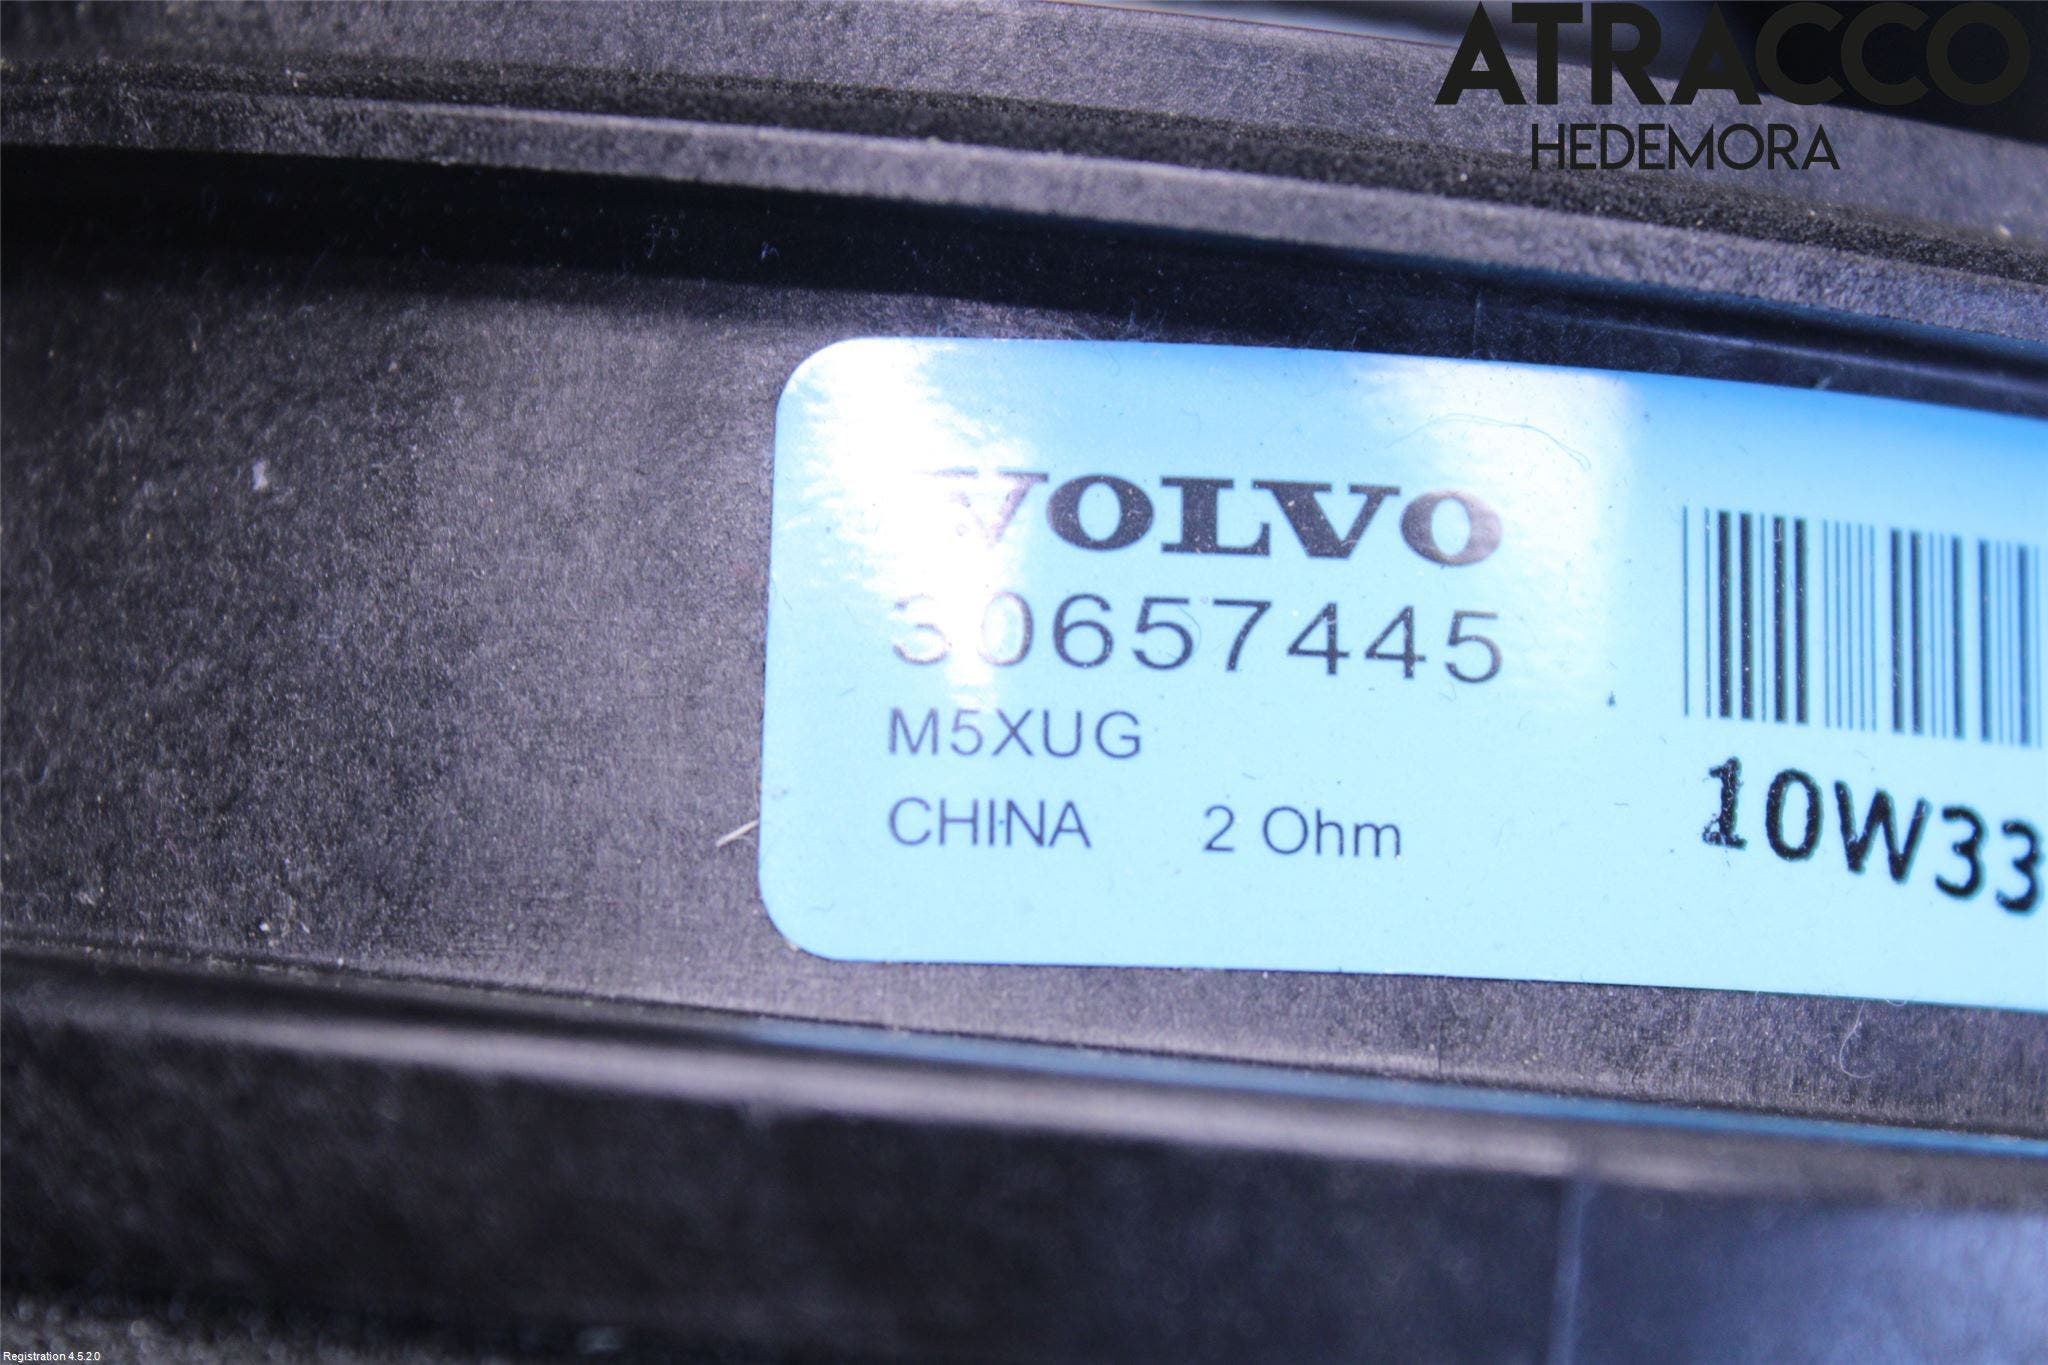 ATRACCO
HEDEMORA
VOLVO
30657445
M5XUG
CHINA 2 Ohm
10W33
Registration 4.5.2.0